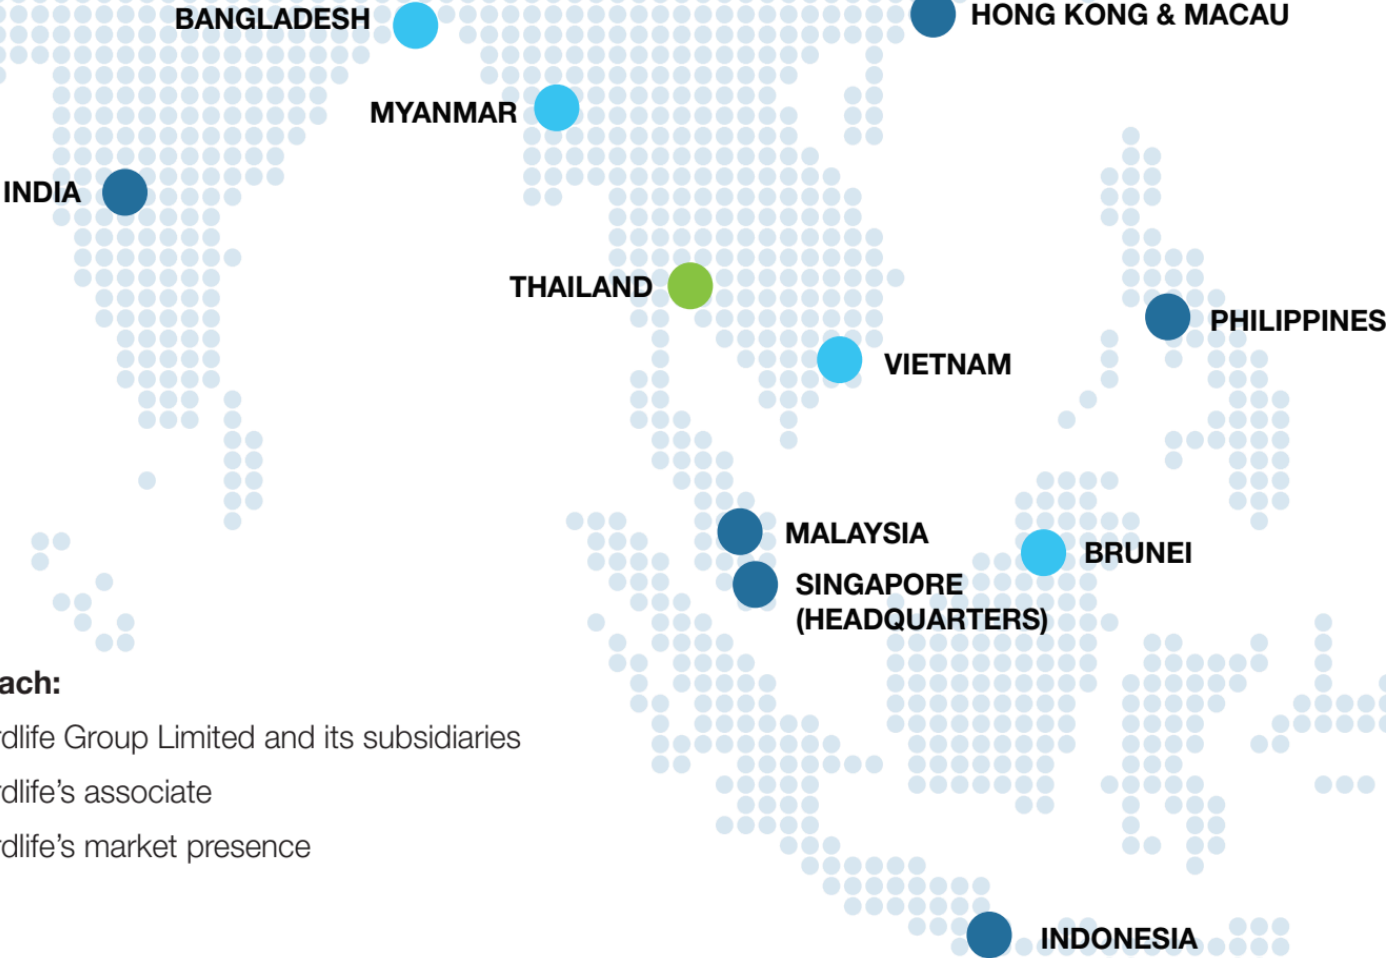 BANGLADESH
HONG KONG & MACAU
MYANMAR
INDIA
THAILAND
PHILIPPINES
VIETNAM
MALAYSIA
BRUNEI
SINGAPORE
(HEADQUARTERS)
ach:
rdlife Group Limited and its subsidiaries
rdlife’s associate
rdlife’s market presence
INDONESIA